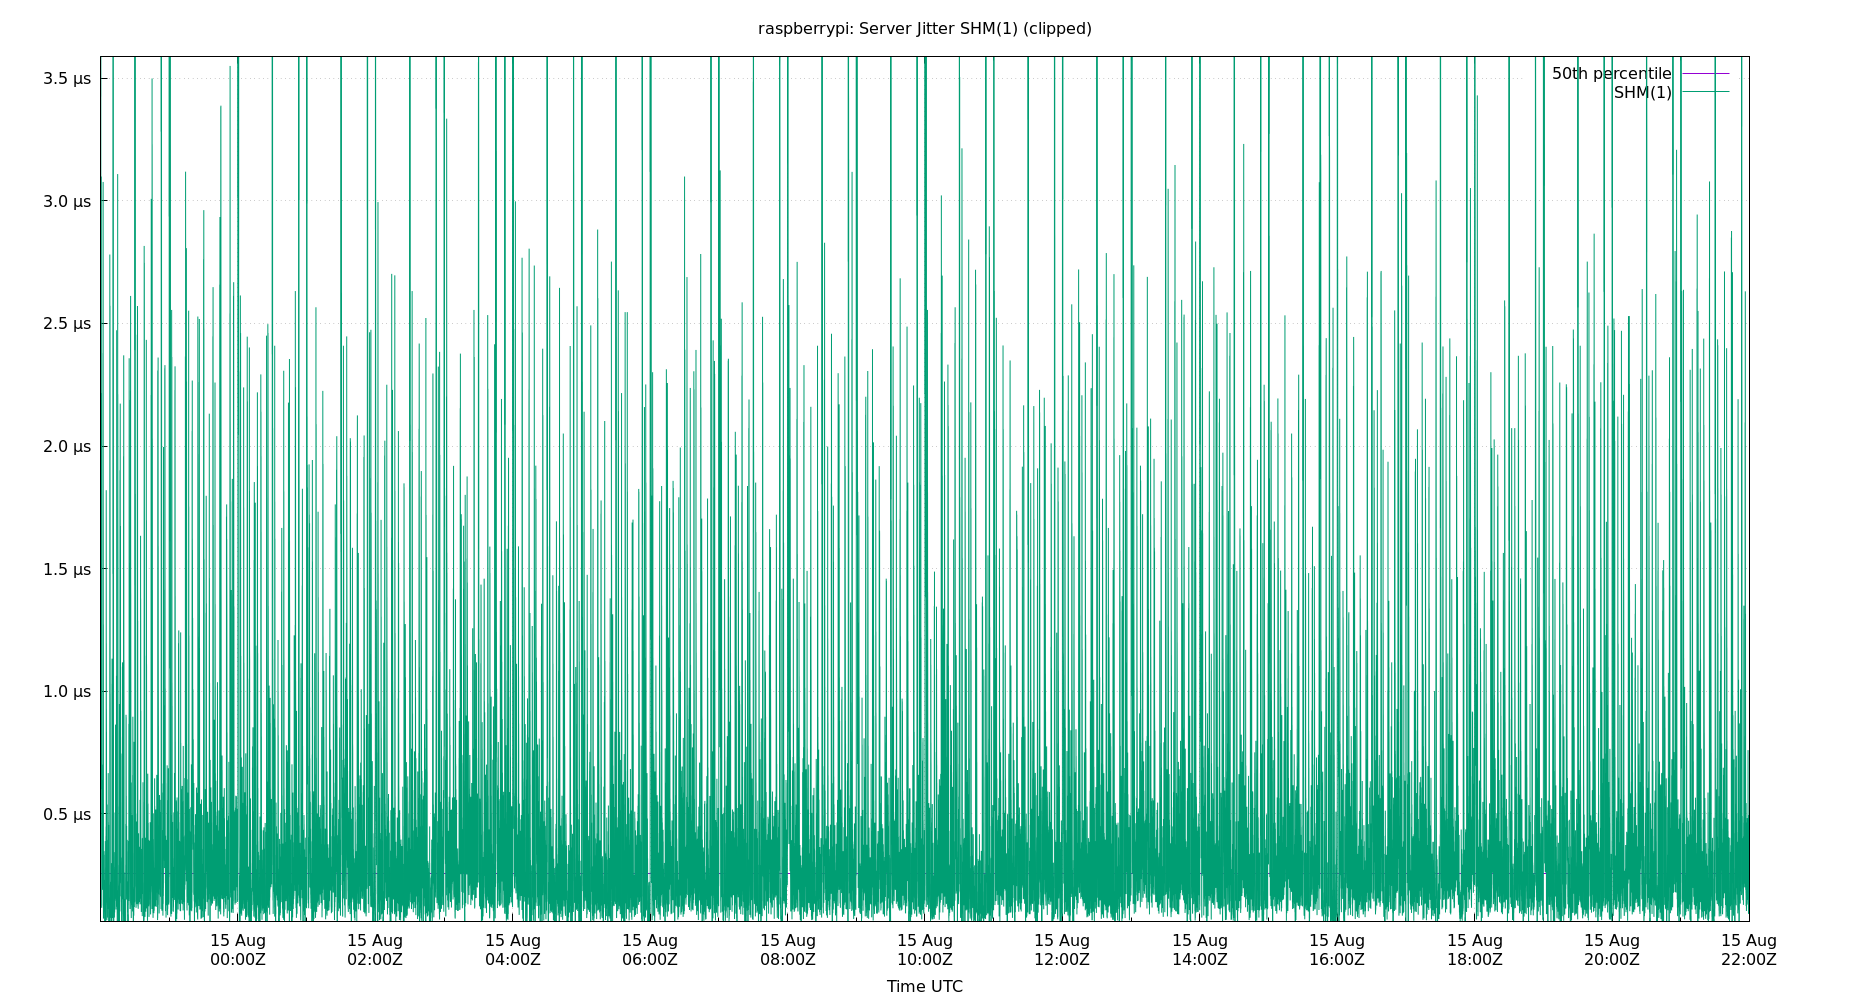 raspberrypi: Server Jitter SHM(1) (clipped)
50th percentile
SHM(1)
3.5 µs
3.0 µs
2.5 µs
2.0 µs
1.5 µs
1.0 µs
0.5 µs
15 Aug 15 Aug 15 Aug 15 Aug 15 Aug 15 Aug 15 Aug 15 Aug 15 Aug 15 Aug 15 Aug 15 Aug
00:00Z 02:00Z 04:00Z 06:00Z 08:00Z 10:00Z 12:00Z 14:00Z 16:00Z 18:00Z 20:00Z 22:00Z
Time UTC